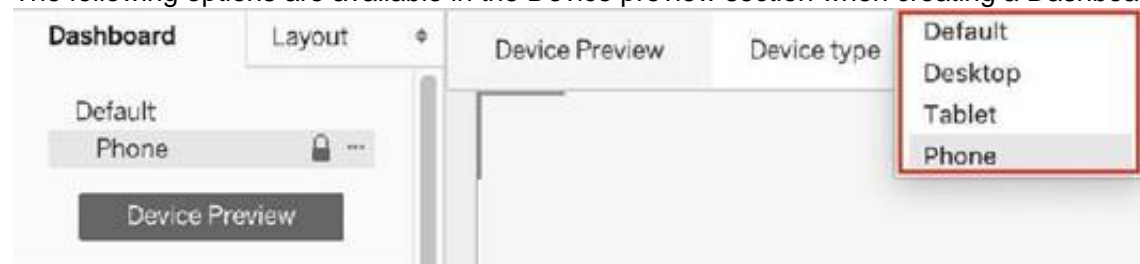 The following options are available in the Device preview section when creating a Dashboard
Dashboard Layout Device Preview Device type Default
Desktop
Default Tablet
Phone Phone
Device Preview